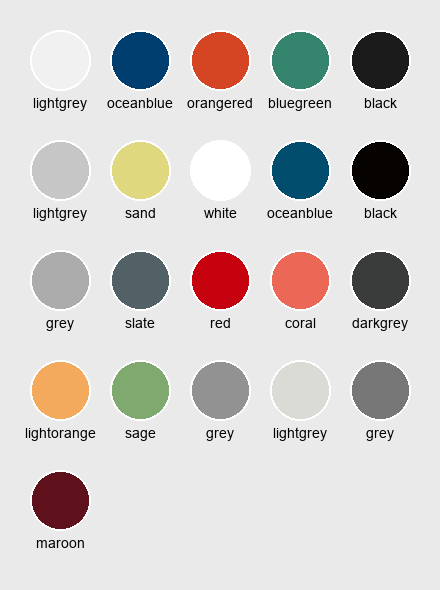 lightgrey oceanblue orangered bluegreen black
lightgrey sand white oceanblue black
grey slate red coral darkgrey
lightorange sage grey lightgrey grey
maroon